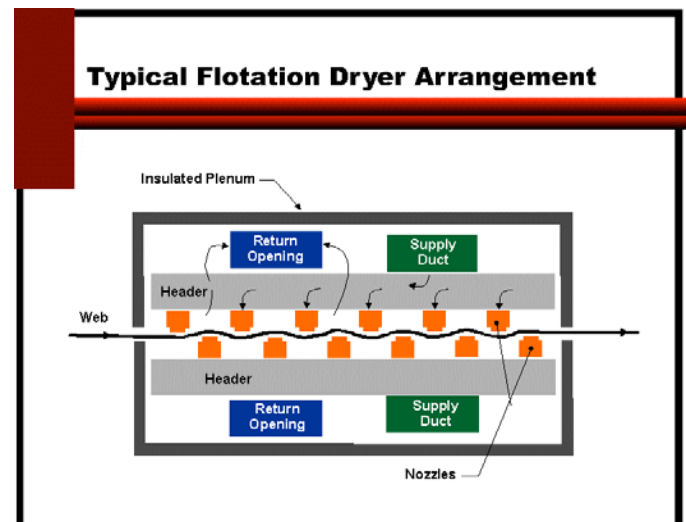 Typical Flotation Dryer Arrangement
Insulated Plenum
Return
Opening
Supply
Duct
Header
Web
Header
Return
Opening
Supply
Duct
Nozzles